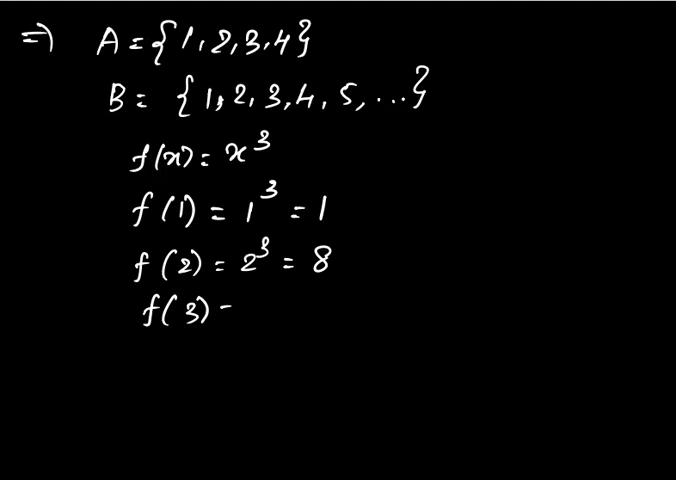 ⇒ A = {1, 2, 3, 4}
B = {1, 2, 3, 4, 5, ...}
f(x) = x³
f(1) = 1³ = 1
f(2) = 2³ = 8
f(3) -